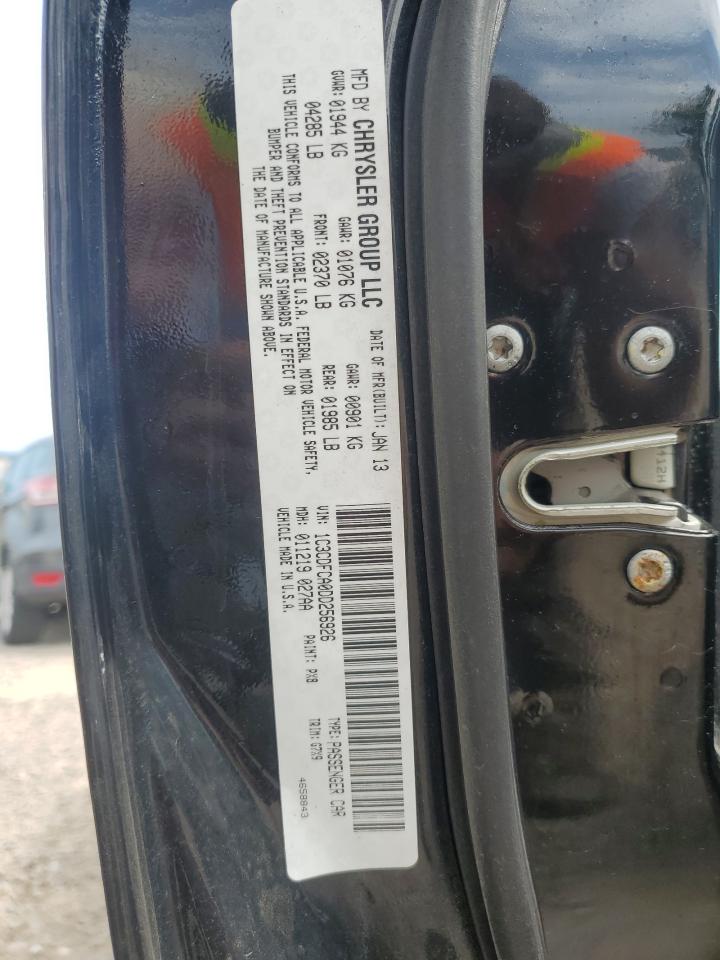 MFD BY CHRYSLER GROUP LLC DATE OF MFR(BUILT): JAN 13
GVWR: 01944 KG GAWR: 01076 KG GAWR: 00901 KG
04285 LB FRONT: 02370 LB REAR: 01985 LB
THIS VEHICLE CONFORMS TO ALL APPLICABLE U.S.A. FEDERAL MOTOR VEHICLE SAFETY,
BUMPER AND THEFT PREVENTION STANDARDS IN EFFECT ON
THE DATE OF MANUFACTURE SHOWN ABOVE.
VIN: 1C3CDFCA0DD256926 TYPE: PASSENGER CAR
MDH: 011219 027AA PAINT: PX8 TRIM: G7X9
VEHICLE MADE IN U.S.A. 4658843
412H